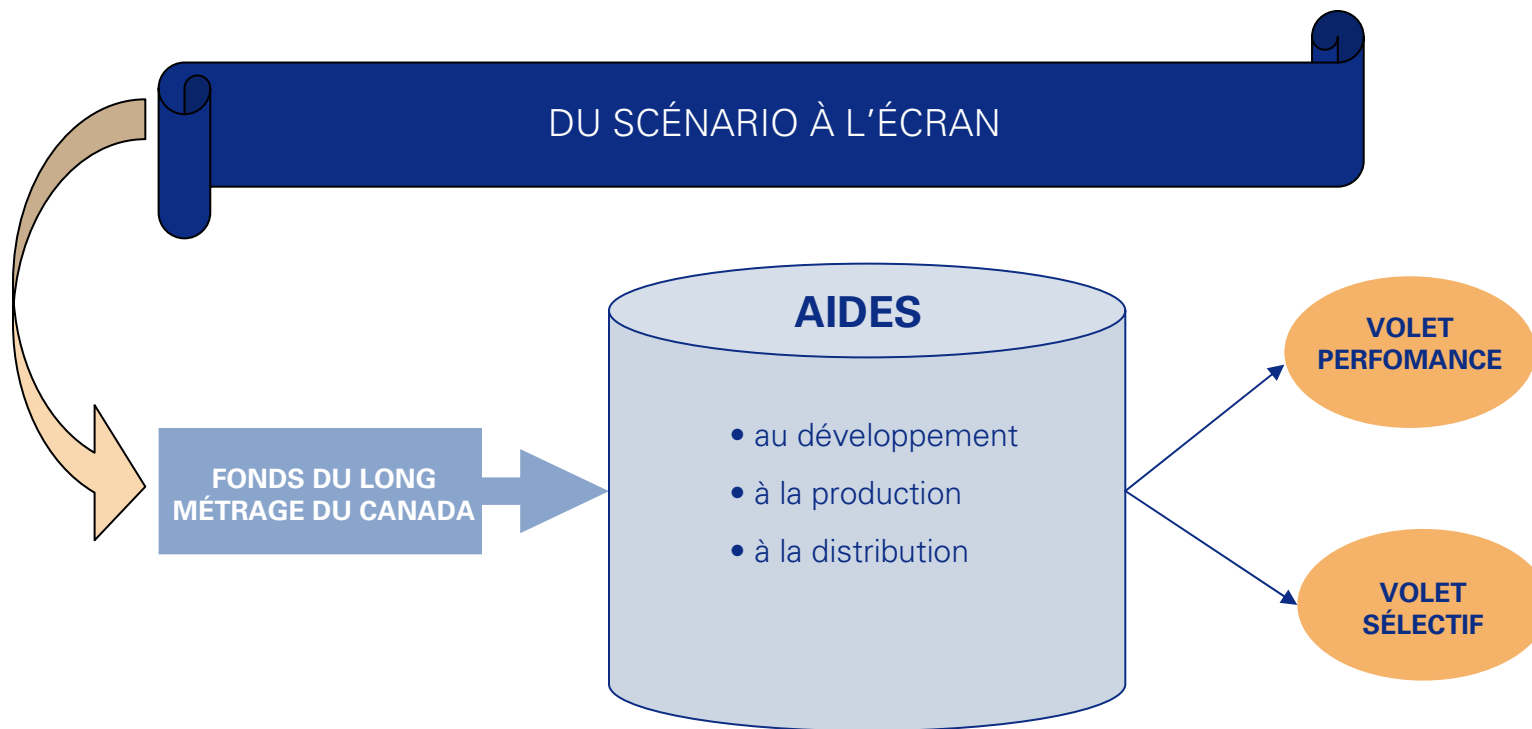 DU SCÉNARIO À L'ÉCRAN
AIDES
• au développement
• à la production
• à la distribution
FONDS DU LONG
MÉTRAGE DU CANADA
VOLET
PERFOMANCE
VOLET
SÉLECTIF